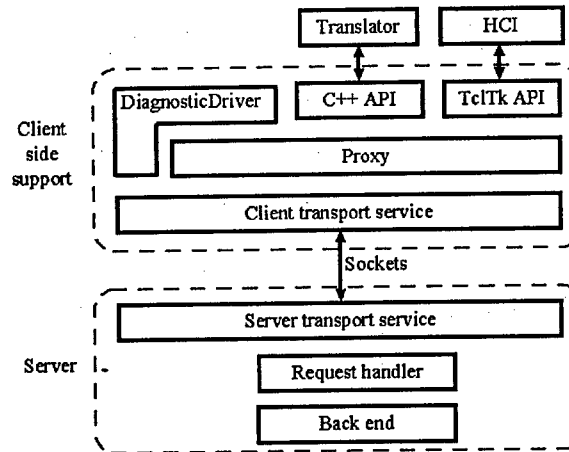 Translator
HCI
DiagnosticDriver
C++ API
TclTk API
Client
side
support
Proxy
Client transport service
Sockets
Server transport service
Server
Request handler
Back end